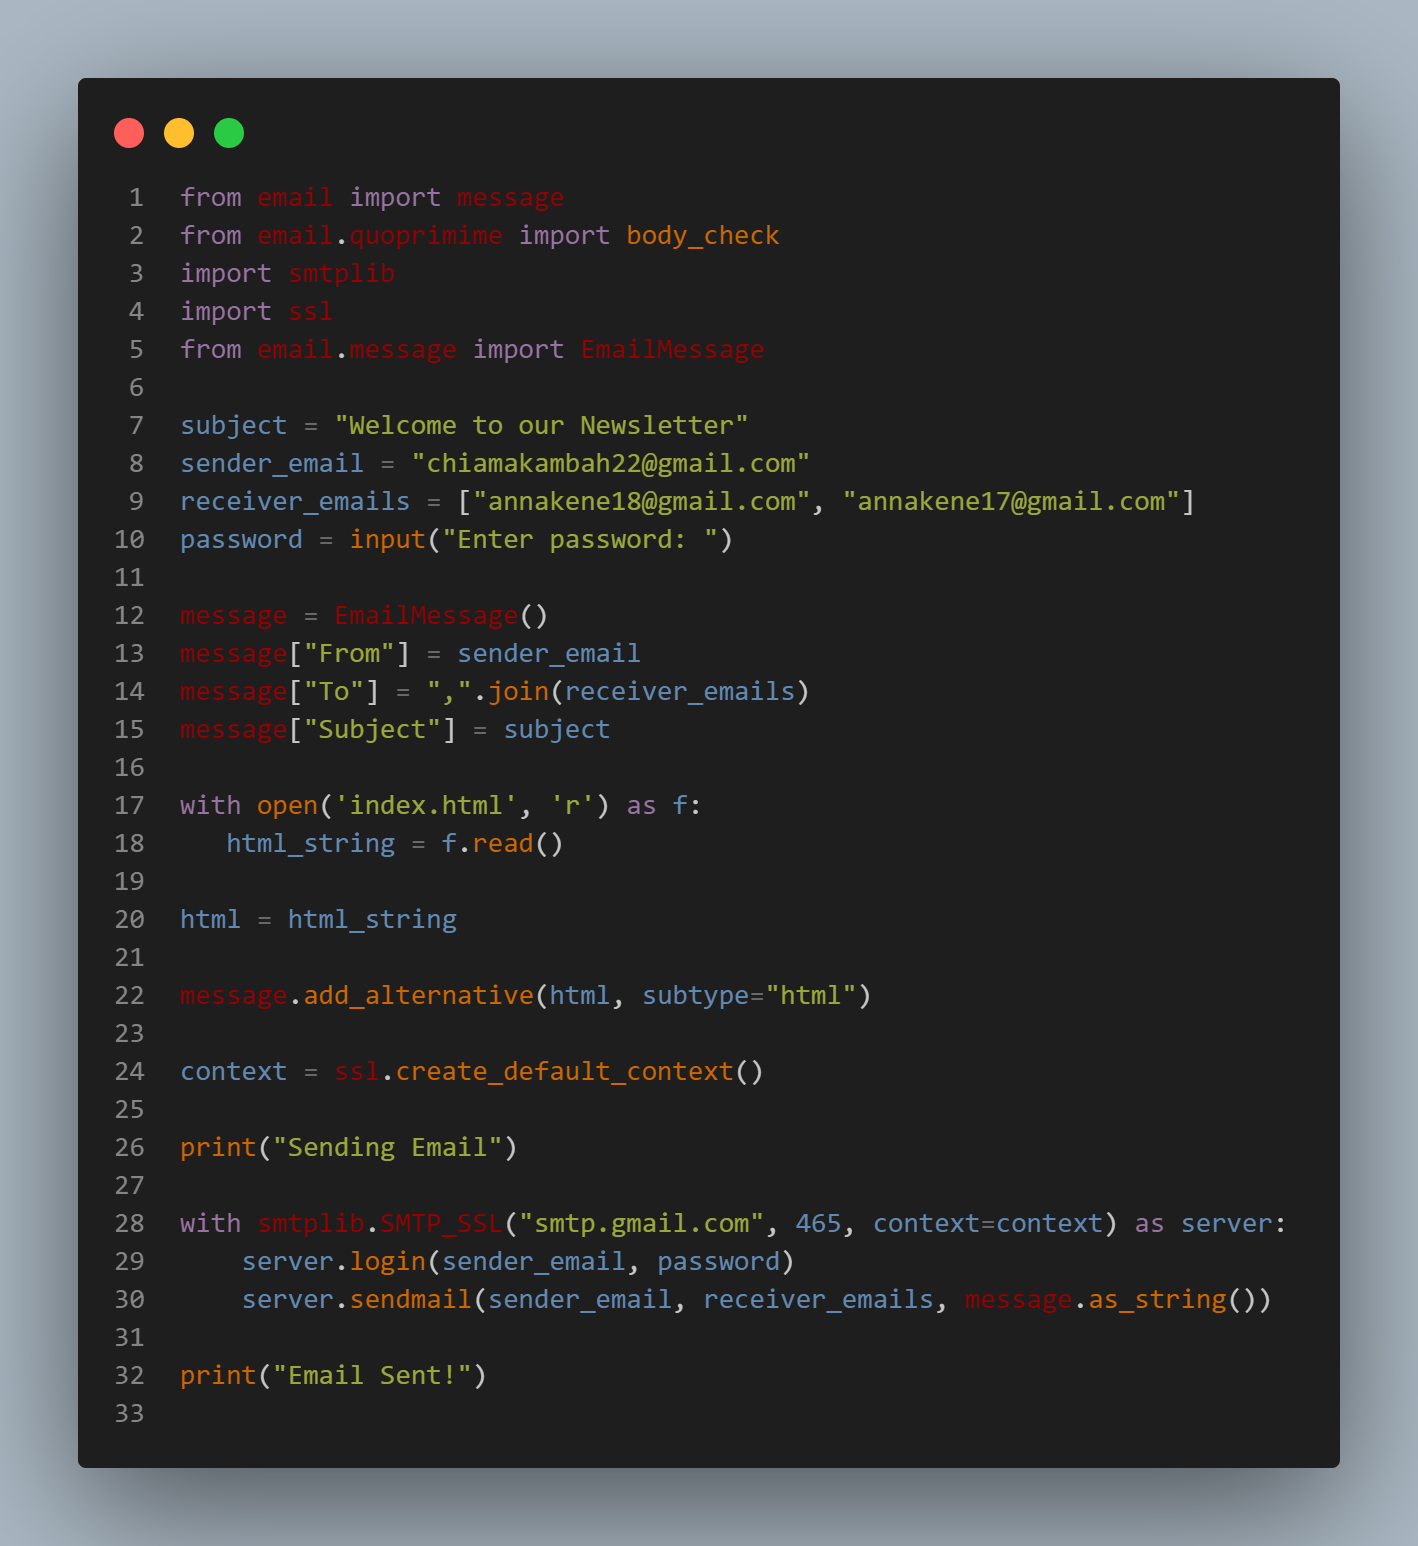 1 from email import message
2 from email.quoprimime import body_check
3 import smtplib
4 import ssl
5 from email.message import EmailMessage
6
7 subject = "Welcome to our Newsletter"
8 sender_email = "chiamakambah22@gmail.com"
9 receiver_emails = ["annakene18@gmail.com", "annakene17@gmail.com"]
10 password = input("Enter password: ")
11
12 message = EmailMessage()
13 message["From"] = sender_email
14 message["To"] = ",".join(receiver_emails)
15 message["Subject"] = subject
16
17 with open('index.html', 'r') as f:
18    html_string = f.read()
19
20 html = html_string
21
22 message.add_alternative(html, subtype="html")
23
24 context = ssl.create_default_context()
25
26 print("Sending Email")
27
28 with smtplib.SMTP_SSL("smtp.gmail.com", 465, context=context) as server:
29     server.login(sender_email, password)
30     server.sendmail(sender_email, receiver_emails, message.as_string())
31
32 print("Email Sent!")
33